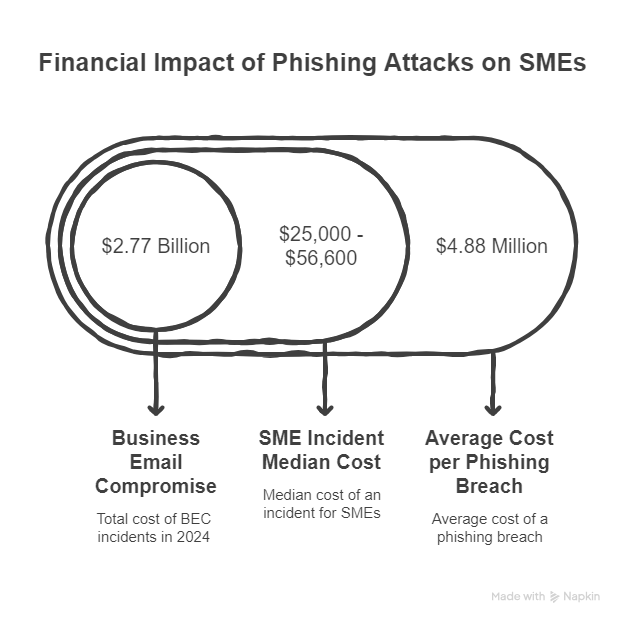 Financial Impact of Phishing Attacks on SMEs
$2.77 Billion
$25,000 -
$56,600
$4.88 Million
Business
Email
Compromise
Total cost of BEC
incidents in 2024
SME Incident
Median Cost
Median cost of an
incident for SMEs
Average Cost
per Phishing
Breach
Average cost of a
phishing breach
Made with Napkin